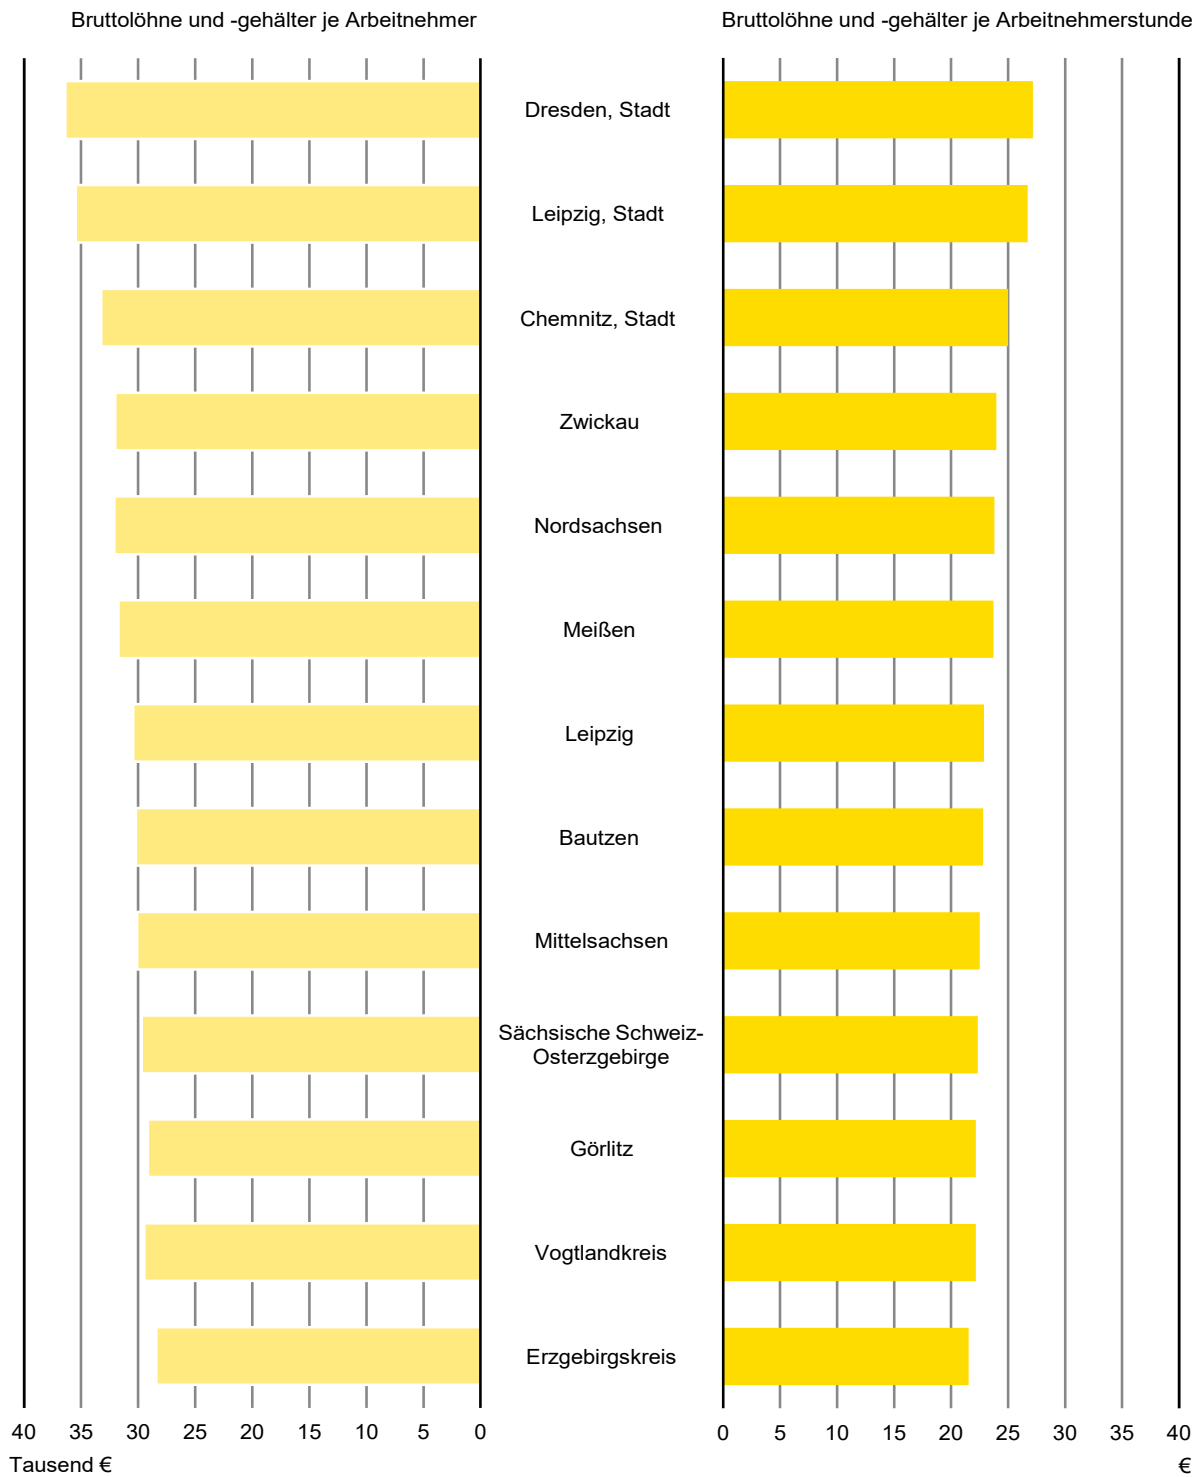 Bruttolöhne und -gehälter je Arbeitnehmer
Bruttolöhne und -gehälter je Arbeitnehmerstunde
Dresden, Stadt
Leipzig, Stadt
Chemnitz, Stadt
Zwickau
Nordsachsen
Meißen
Leipzig
Bautzen
Mittelsachsen
Sächsische Schweiz-
Osterzgebirge
Görlitz
Vogtlandkreis
Erzgebirgskreis
40 35 30 25 20 15 10 5 0
0 5 10 15 20 25 30 35 40
Tausend €
€